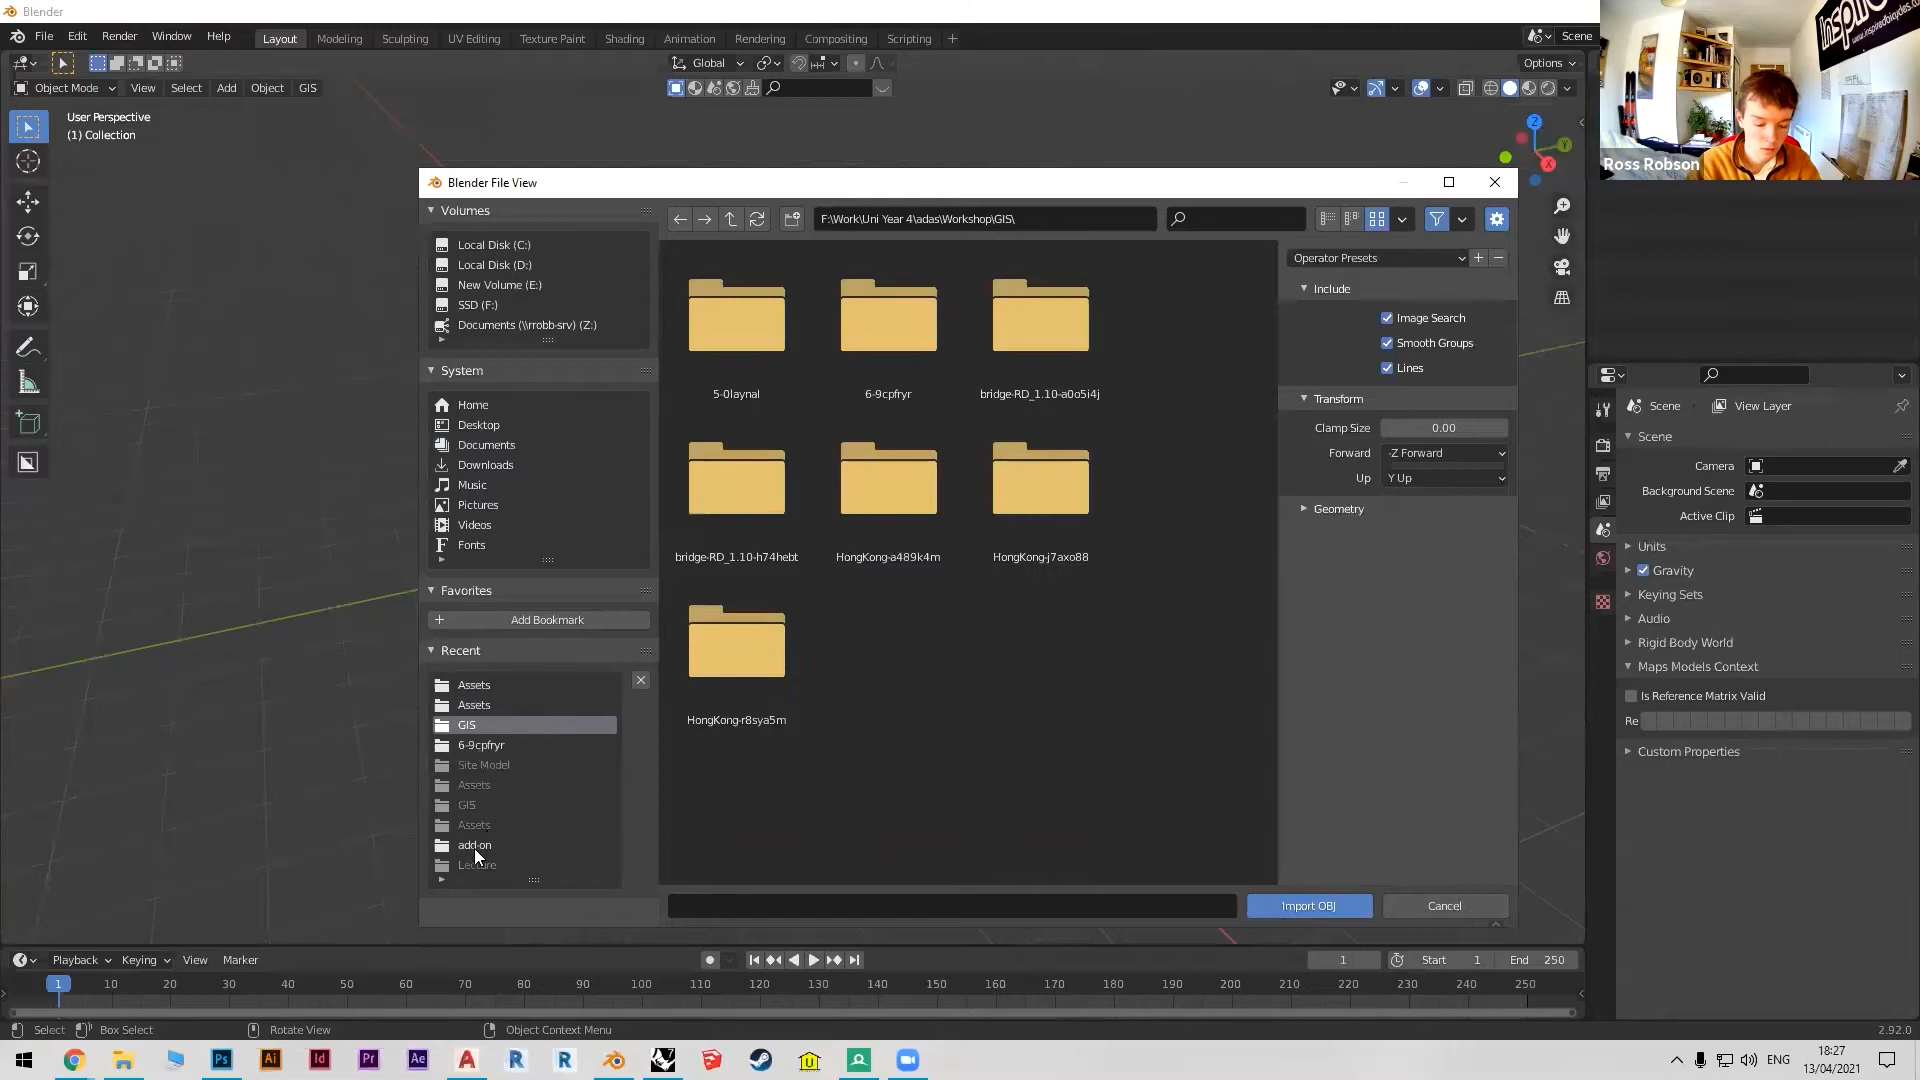 Blender
File Edit Render Window Help Layout Modeling Sculpting UV Editing Texture Paint Shading Animation Rendering Compositing Scripting + Scene
Global Options
Object Mode View Select Add Object GIS
User Perspective
(1) Collection
Z
Y
X
Ross Robson
Blender File View
Volumes
Local Disk (C:)
Local Disk (D:)
New Volume (E:)
SSD (F:)
Documents (\\rrobb-srv) (Z:)
System
Home
Desktop
Documents
Downloads
Music
Pictures
Videos
Fonts
Favorites
Add Bookmark
Recent
Assets
Assets
GIS
6-9cpfryr
Site Model
Assets
GIS
Assets
add-on
Lecture
F:\Work\Uni Year 4\adas\Workshop\GIS\
5-0laynal
6-9cpfryr
bridge-RD_1.10-a0o5i4j
bridge-RD_1.10-h74hebt
HongKong-a489k4m
HongKong-j7axo88
HongKong-r8sya5m
Operator Presets
Include
Image Search
Smooth Groups
Lines
Transform
Clamp Size 0.00
Forward -Z Forward
Up Y Up
Geometry
Import OBJ
Cancel
Scene View Layer
Scene
Camera
Background Scene
Active Clip
Units
Gravity
Keying Sets
Audio
Rigid Body World
Maps Models Context
Is Reference Matrix Valid
Re
Custom Properties
Playback Keying View Marker
1 Start 1 End 250
1 10 20 30 40 50 60 70 80 90 100 110 120 130 140 150 160 170 180 190 200 210 220 230 240 250
Select Box Select Rotate View Object Context Menu 2.92.0
Ps Ai Id Pr Ae A R R
ENG
18:27
13/04/2021